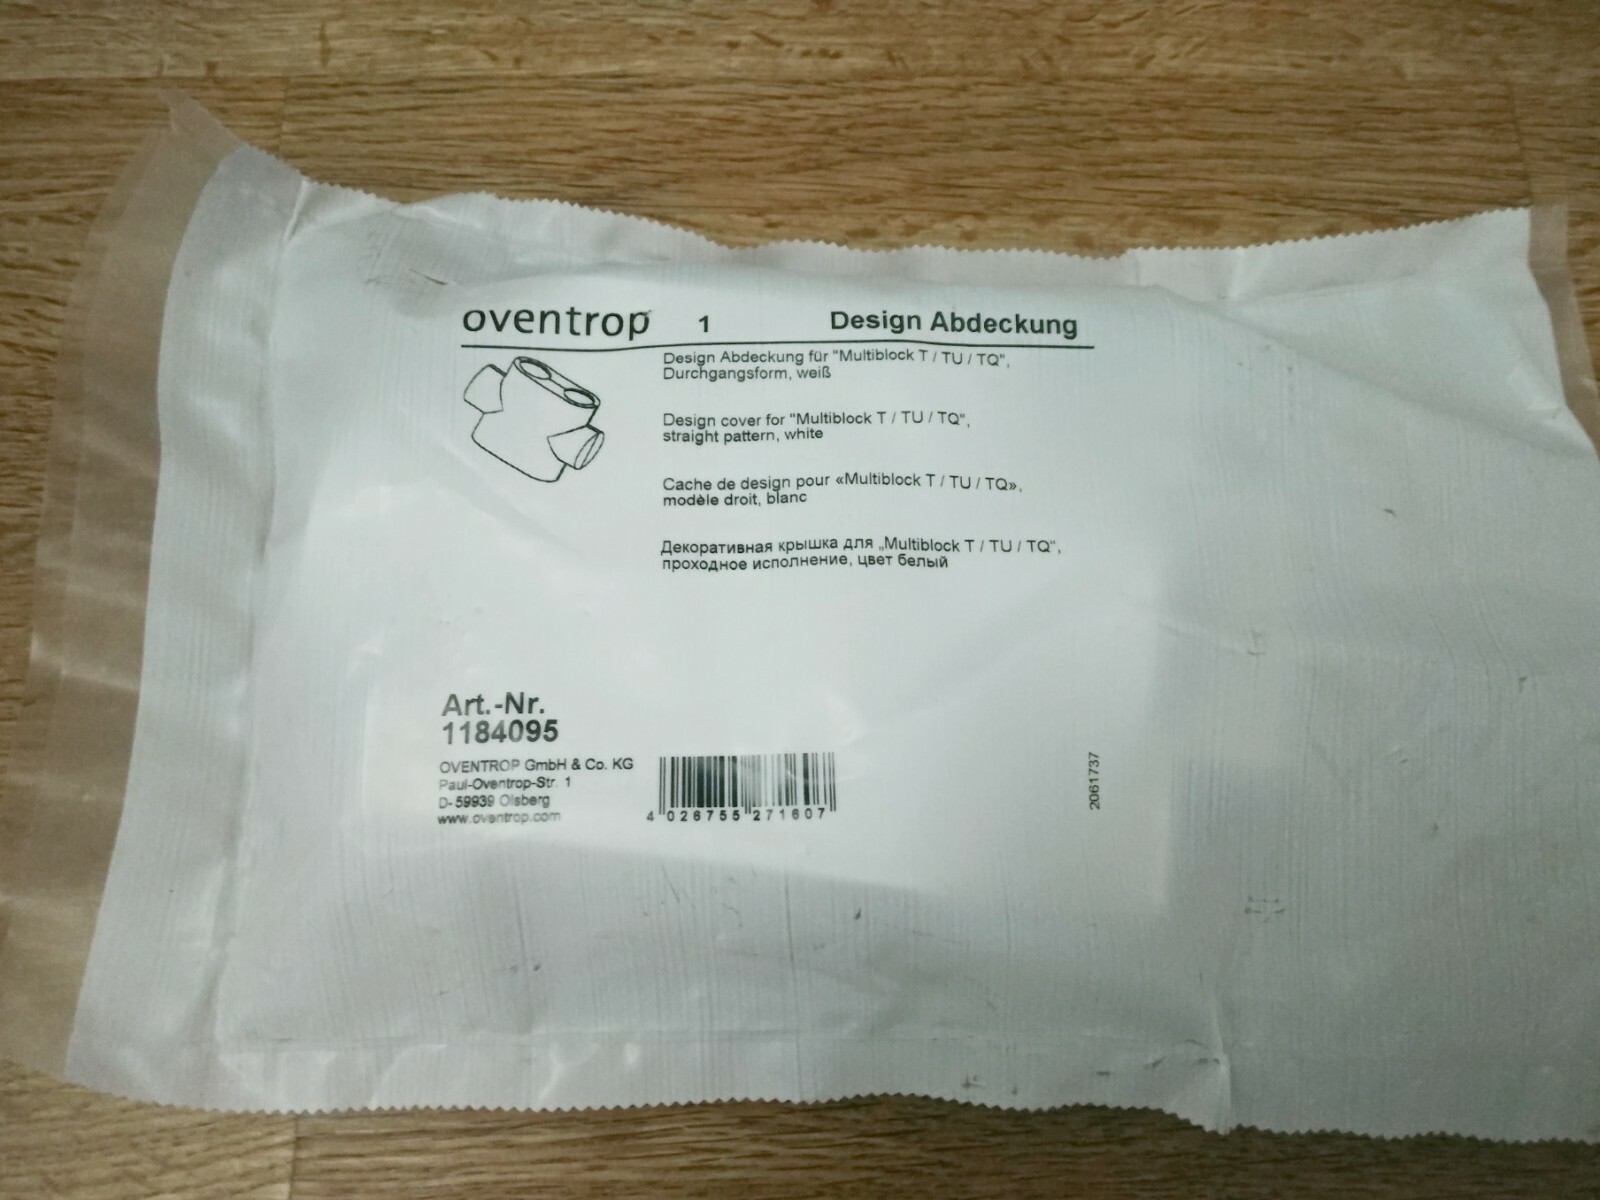 oventrop 1 Design Abdeckung
Design Abdeckung für "Multiblock T / TU / TQ",
Durchgangsform, weiß
Design cover for "Multiblock T / TU / TQ",
straight pattern, white
Cache de design pour «Multiblock T / TU / TQ»,
modèle droit, blanc
Декоративная крышка для „Multiblock T / TU / TQ",
проходное исполнение, цвет белый
Art.-Nr.
1184095
OVENTROP GmbH & Co. KG
Paul-Oventrop-Str. 1
D-59939 Olsberg
www.oventrop.com
4 026755 271607
2061737